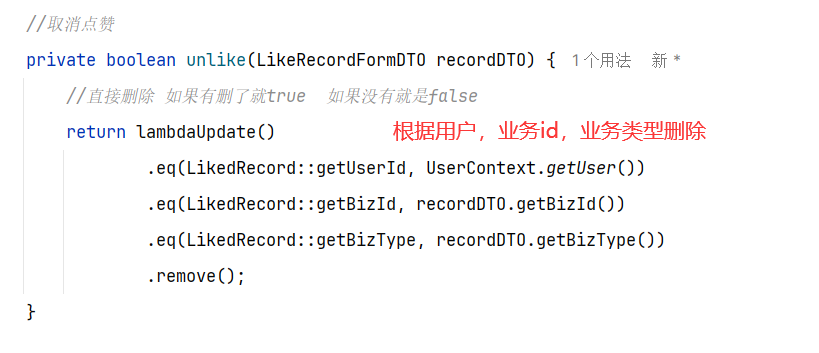 //取消点赞
private boolean unlike(LikeRecordFormDTO recordDTO) { 1个用法 新 *
//直接删除 如果有删了就true 如果没有就是false
return lambdaUpdate() 根据用户，业务id，业务类型删除
.eq(LikedRecord::getUserId, UserContext.getUser())
.eq(LikedRecord::getBizId, recordDTO.getBizId())
.eq(LikedRecord::getBizType, recordDTO.getBizType())
.remove();
}